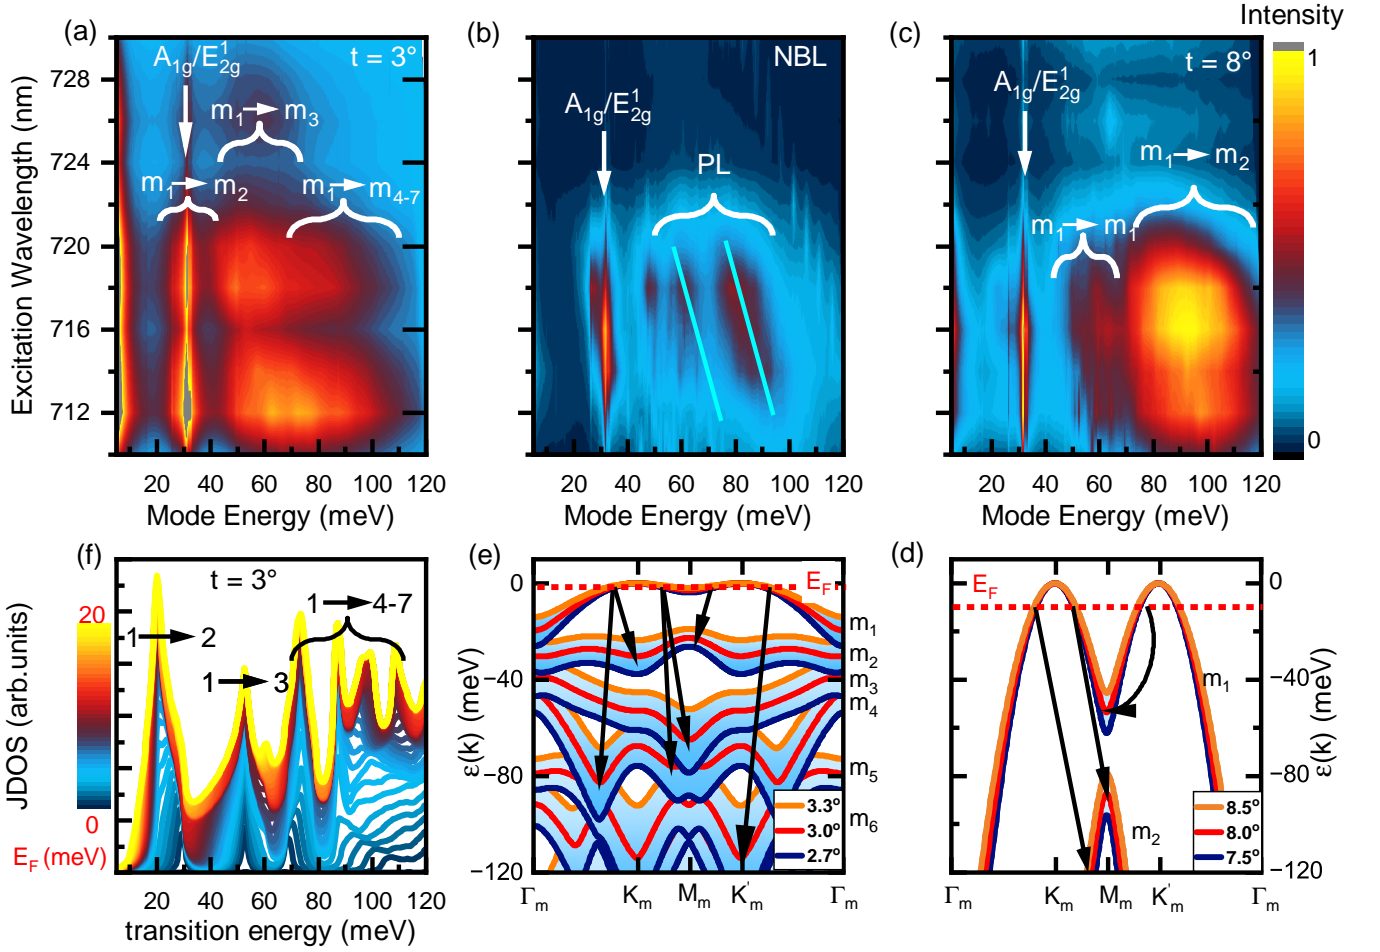 Intensity
(a)
A1g/E¹2g
t = 3°
m1→m3
m1→m2
m1→m4-7
728
724
720
716
712
Excitation Wavelength (nm)
20 40 60 80 100 120
Mode Energy (meV)
(b)
NBL
A1g/E¹2g
PL
20 40 60 80 100 120
Mode Energy (meV)
(c)
t = 8°
A1g/E¹2g
m1→m2
m1→m1
20 40 60 80 100 120
Mode Energy (meV)
1
0
(f)
t = 3°
1→4-7
1→2
1→3
20
0
EF (meV)
JDOS (arb.units)
20 40 60 80 100 120
transition energy (meV)
(e)
EF
0
−40
−80
−120
ε(k) (meV)
m1
m2
m3
m4
m5
m6
3.3º
3.0º
2.7º
Γm Km Mm K'm Γm
(d)
EF
0
−40
−80
−120
ε(k) (meV)
m1
m2
8.5º
8.0º
7.5º
Γm Km Mm K'm Γm